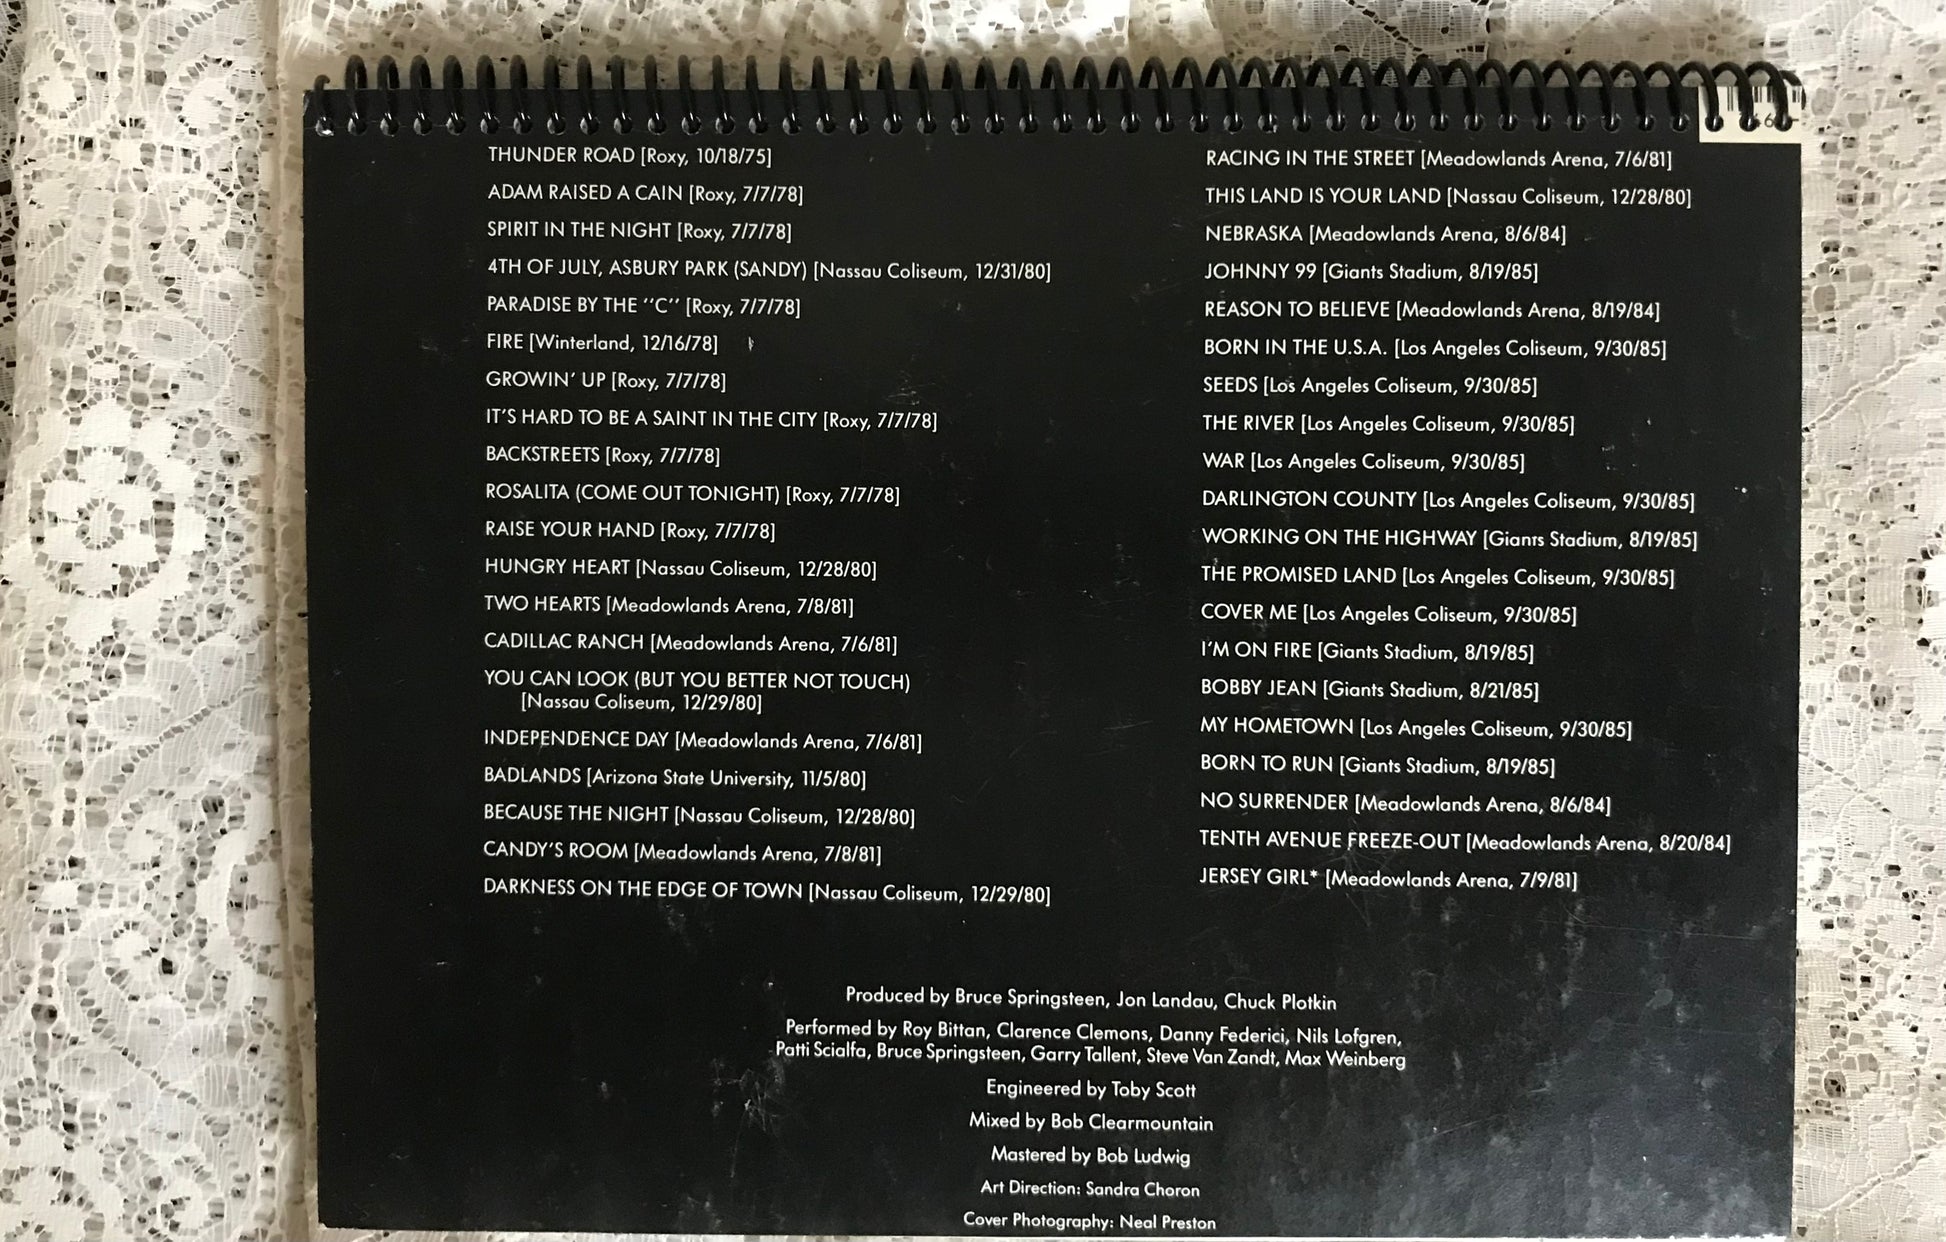 THUNDER ROAD [Roxy, 10/18/75]
ADAM RAISED A CAIN [Roxy, 7/7/78]
SPIRIT IN THE NIGHT [Roxy, 7/7/78]
4TH OF JULY, ASBURY PARK (SANDY) [Nassau Coliseum, 12/31/80]
PARADISE BY THE ''C'' [Roxy, 7/7/78]
FIRE [Winterland, 12/16/78]
GROWIN' UP [Roxy, 7/7/78]
IT'S HARD TO BE A SAINT IN THE CITY [Roxy, 7/7/78]
BACKSTREETS [Roxy, 7/7/78]
ROSALITA (COME OUT TONIGHT) [Roxy, 7/7/78]
RAISE YOUR HAND [Roxy, 7/7/78]
HUNGRY HEART [Nassau Coliseum, 12/28/80]
TWO HEARTS [Meadowlands Arena, 7/8/81]
CADILLAC RANCH [Meadowlands Arena, 7/6/81]
YOU CAN LOOK (BUT YOU BETTER NOT TOUCH)
[Nassau Coliseum, 12/29/80]
INDEPENDENCE DAY [Meadowlands Arena, 7/6/81]
BADLANDS [Arizona State University, 11/5/80]
BECAUSE THE NIGHT [Nassau Coliseum, 12/28/80]
CANDY'S ROOM [Meadowlands Arena, 7/8/81]
DARKNESS ON THE EDGE OF TOWN [Nassau Coliseum, 12/29/80]
RACING IN THE STREET [Meadowlands Arena, 7/6/81]
THIS LAND IS YOUR LAND [Nassau Coliseum, 12/28/80]
NEBRASKA [Meadowlands Arena, 8/6/84]
JOHNNY 99 [Giants Stadium, 8/19/85]
REASON TO BELIEVE [Meadowlands Arena, 8/19/84]
BORN IN THE U.S.A. [Los Angeles Coliseum, 9/30/85]
SEEDS [Los Angeles Coliseum, 9/30/85]
THE RIVER [Los Angeles Coliseum, 9/30/85]
WAR [Los Angeles Coliseum, 9/30/85]
DARLINGTON COUNTY [Los Angeles Coliseum, 9/30/85]
WORKING ON THE HIGHWAY [Giants Stadium, 8/19/85]
THE PROMISED LAND [Los Angeles Coliseum, 9/30/85]
COVER ME [Los Angeles Coliseum, 9/30/85]
I'M ON FIRE [Giants Stadium, 8/19/85]
BOBBY JEAN [Giants Stadium, 8/21/85]
MY HOMETOWN [Los Angeles Coliseum, 9/30/85]
BORN TO RUN [Giants Stadium, 8/19/85]
NO SURRENDER [Meadowlands Arena, 8/6/84]
TENTH AVENUE FREEZE-OUT [Meadowlands Arena, 8/20/84]
JERSEY GIRL* [Meadowlands Arena, 7/9/81]
Produced by Bruce Springsteen, Jon Landau, Chuck Plotkin
Performed by Roy Bittan, Clarence Clemons, Danny Federici, Nils Lofgren,
Patti Scialfa, Bruce Springsteen, Garry Tallent, Steve Van Zandt, Max Weinberg
Engineered by Toby Scott
Mixed by Bob Clearmountain
Mastered by Bob Ludwig
Art Direction: Sandra Choron
Cover Photography: Neal Preston